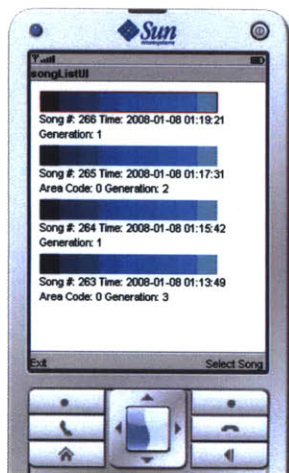 Sun
microsystems
songListUI
Song #: 266 Time: 2008-01-08 01:19:21
Generation: 1
Song #: 265 Time: 2008-01-08 01:17:31
Area Code: 0 Generation: 2
Song #: 264 Time: 2008-01-08 01:15:42
Generation: 1
Song #: 263 Time: 2008-01-08 01:13:49
Area Code: 0 Generation: 3
Exit Select Song